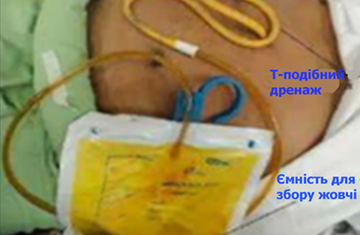 Т-подібний
дренаж
Ємність для
збору жовчі